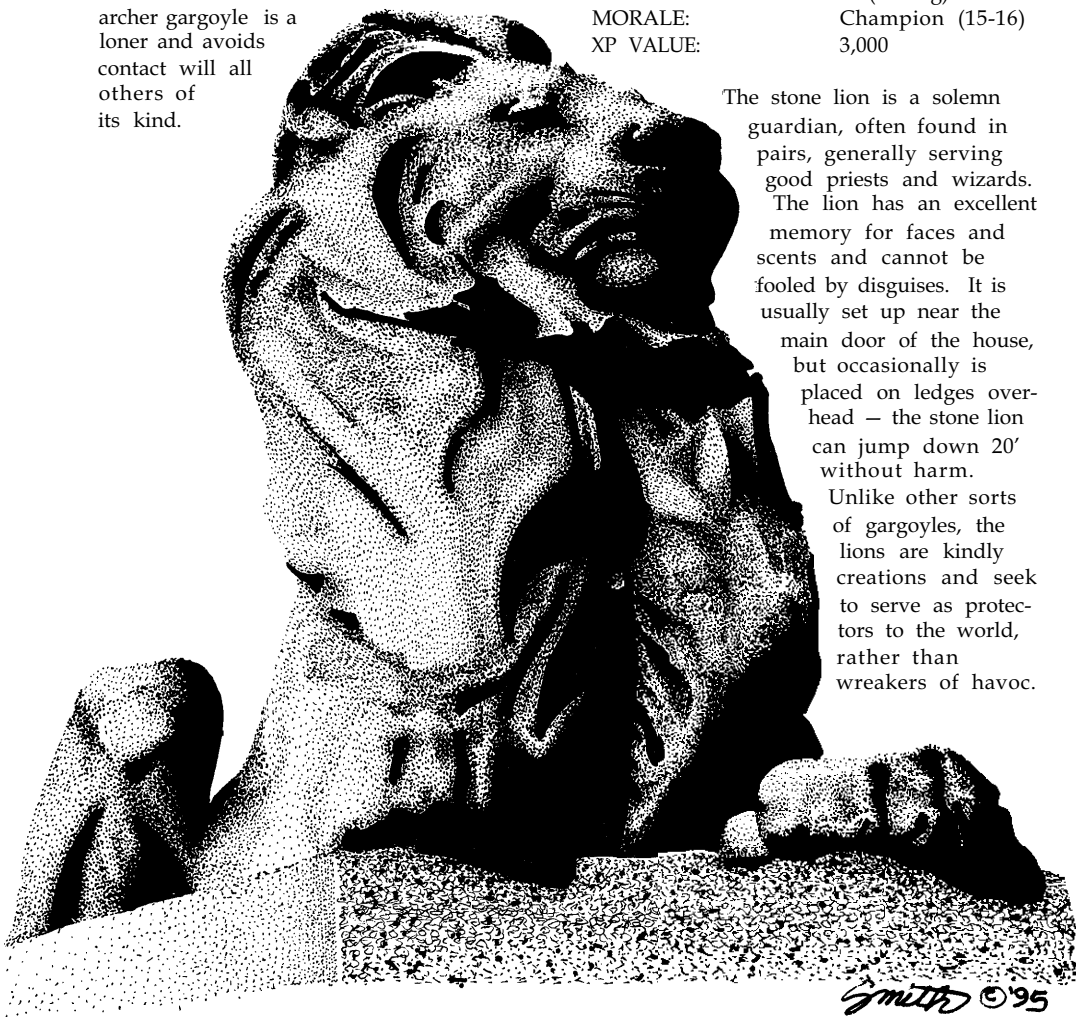 archer gargoyle is a
loner and avoids
contact will all
others of
its kind.
MORALE: Champion (15-16)
XP VALUE: 3,000
The stone lion is a solemn
guardian, often found in
pairs, generally serving
good priests and wizards.
The lion has an excellent
memory for faces and
scents and cannot be
fooled by disguises. It is
usually set up near the
main door of the house,
but occasionally is
placed on ledges over-
head — the stone lion
can jump down 20′
without harm.
Unlike other sorts
of gargoyles, the
lions are kindly
creations and seek
to serve as protec-
tors to the world,
rather than
wreakers of havoc.
Smith © '95